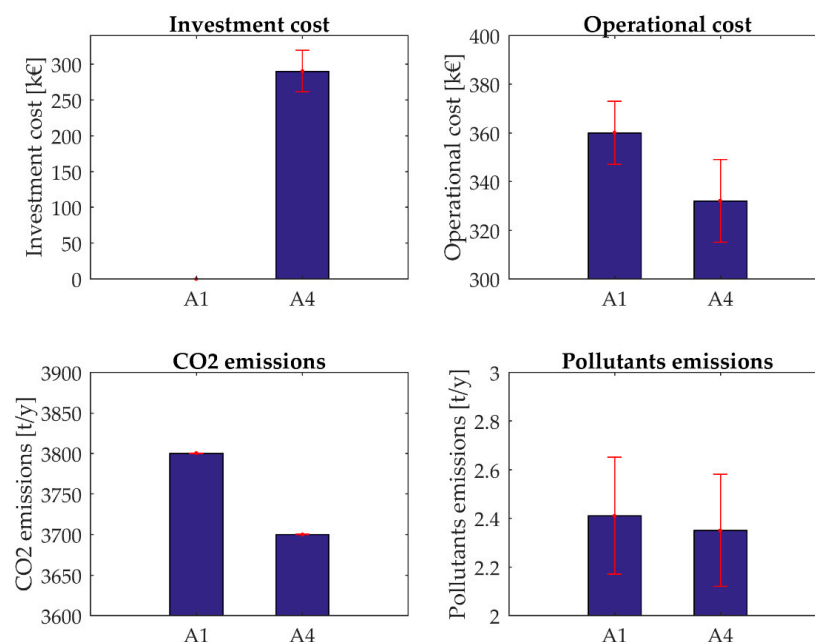 Investment cost
Investment cost [k€]
300
250
200
150
100
50
0
A1
A4
Operational cost
Operational cost [k€]
400
380
360
340
320
300
A1
A4
CO2 emissions
CO2 emissions [t/y]
3900
3850
3800
3750
3700
3650
3600
A1
A4
Pollutants emissions
Pollutants emissions [t/y]
3
2.8
2.6
2.4
2.2
2
A1
A4